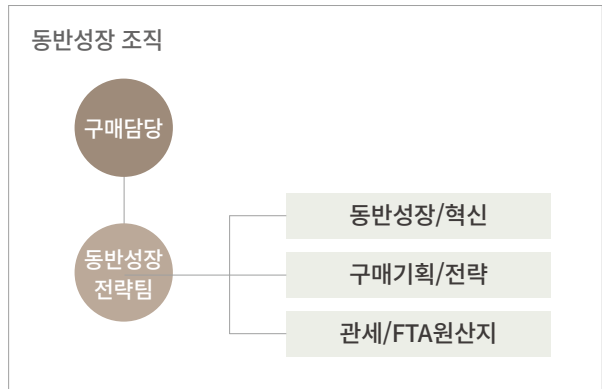 동반성장 조직
구매담당
동반성장
전략팀
동반성장/혁신
구매기획/전략
관세/FTA원산지